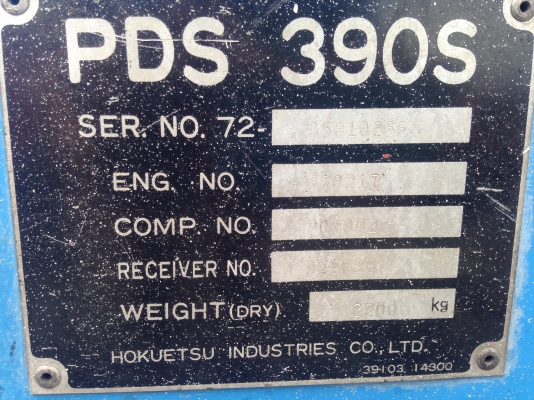 PDS 390S
SER. NO. 72-
ENG. NO.
COMP. NO.
RECEIVER NO.
WEIGHT (DRY) kg
HOKUETSU INDUSTRIES CO., LTD.
39103 14300